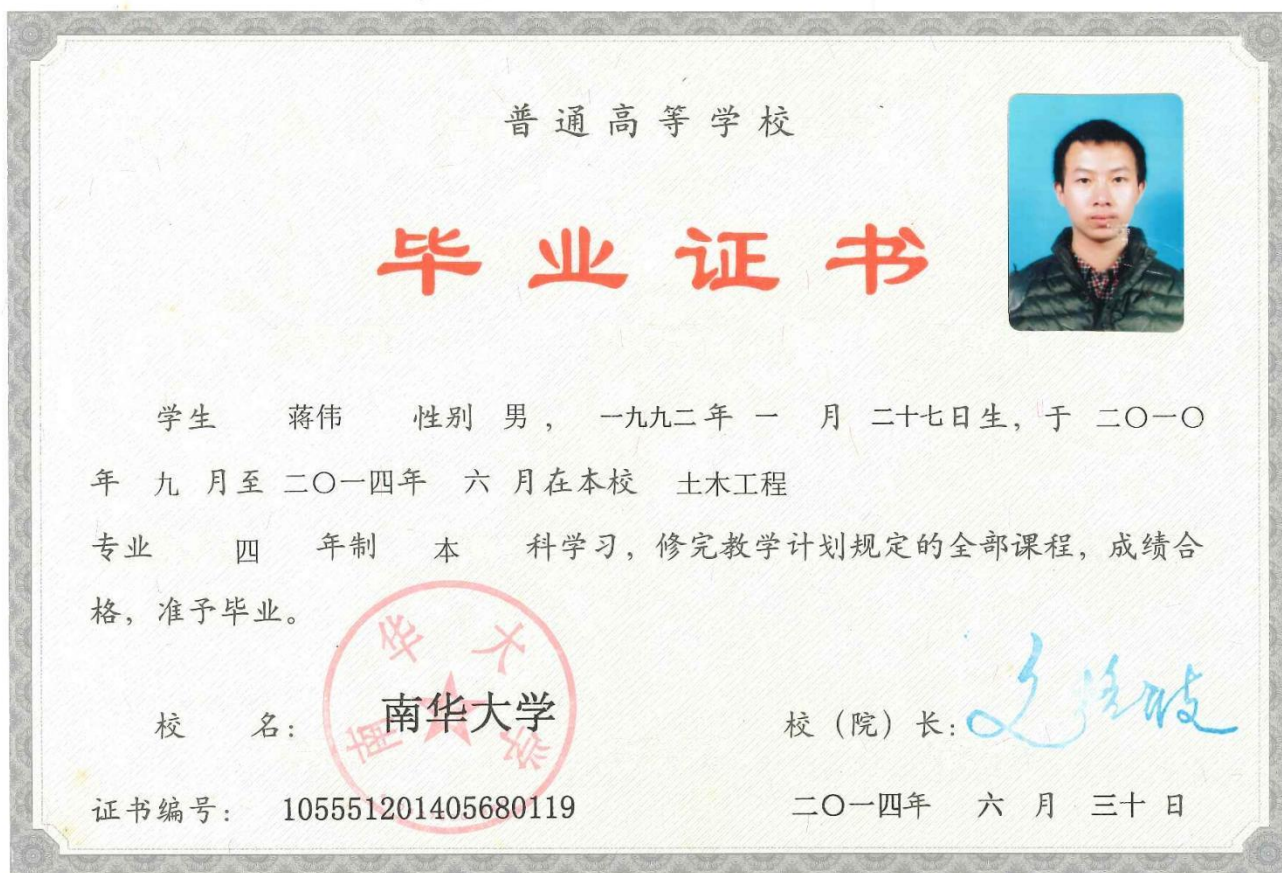 普通高等学校
毕业证书
学生 蒋伟 性别 男， 一九九二年 一 月 二十七日生，于 二〇一〇
年 九 月至 二〇一四年 六 月在本校 土木工程
专业 四 年制 本 科学习，修完教学计划规定的全部课程，成绩合
格，准予毕业。
南华大学
校 名： 南华大学 校（院）长：
证书编号： 105551201405680119 二〇一四年 六 月 三十 日